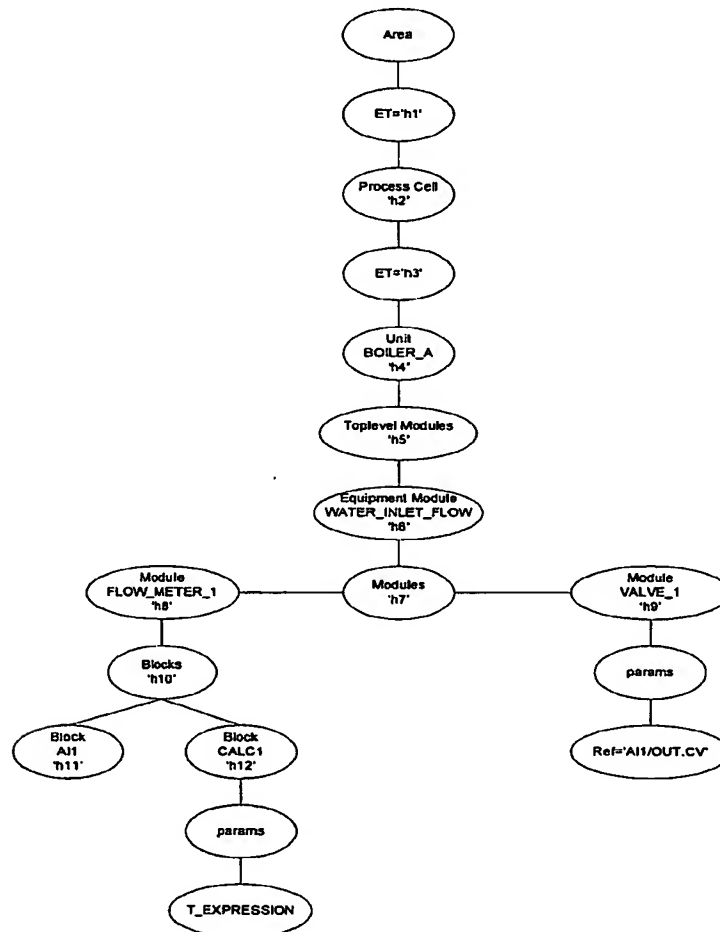 Area
ET='h1'
Process Cell
'h2'
ET='h3'
Unit
BOILER_A
'h4'
Toplevel Modules
'h5'
Equipment Module
WATER_INLET_FLOW
'h6'
Module
FLOW_METER_1
'h8'
Modules
'h7'
Module
VALVE_1
'h9'
Blocks
'h10'
params
Block
AI1
'h11'
Block
CALC1
'h12'
Ref='AI1/OUT.CV'
params
T_EXPRESSION